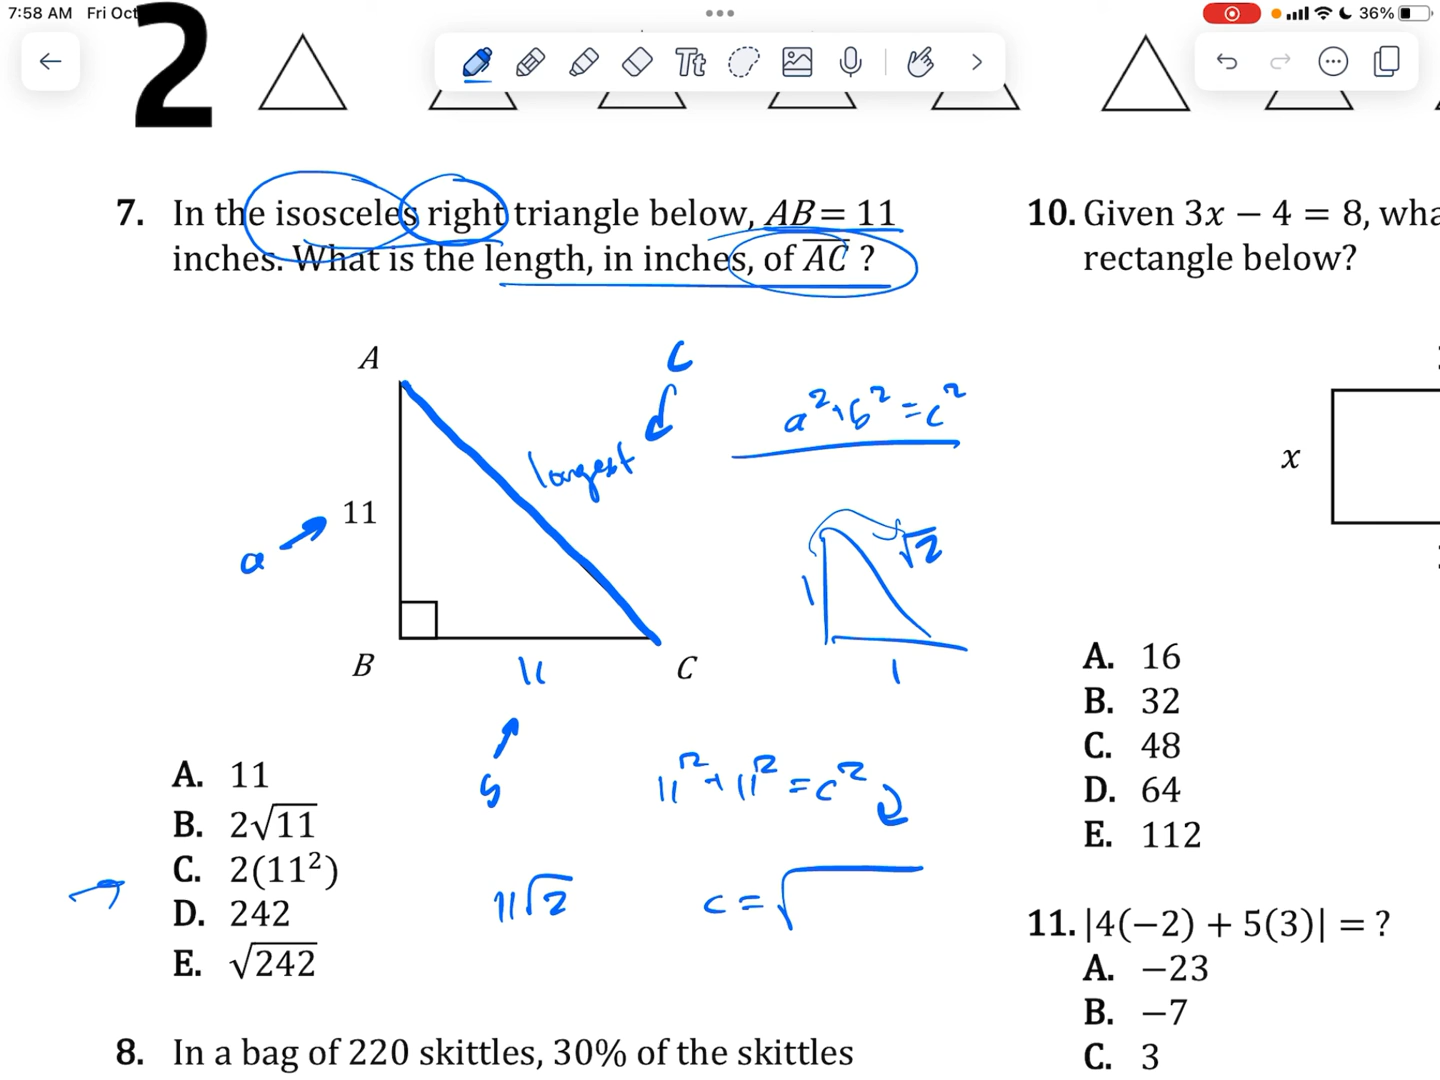 7:58 AM Fri Oct
36%
2
Tt
7. In the isosceles right triangle below, AB = 11
inches. What is the length, in inches, of AC ?
A
c
largest
a² + b² = c²
11
a
√2
1
1
B
11
C
b
11² + 11² = c²
11√2
c = √
A. 11
B. 2√11
C. 2(11²)
D. 242
E. √242
8. In a bag of 220 skittles, 30% of the skittles
10. Given 3x − 4 = 8, wha
rectangle below?
x
A. 16
B. 32
C. 48
D. 64
E. 112
11. |4(−2) + 5(3)| = ?
A. −23
B. −7
C. 3